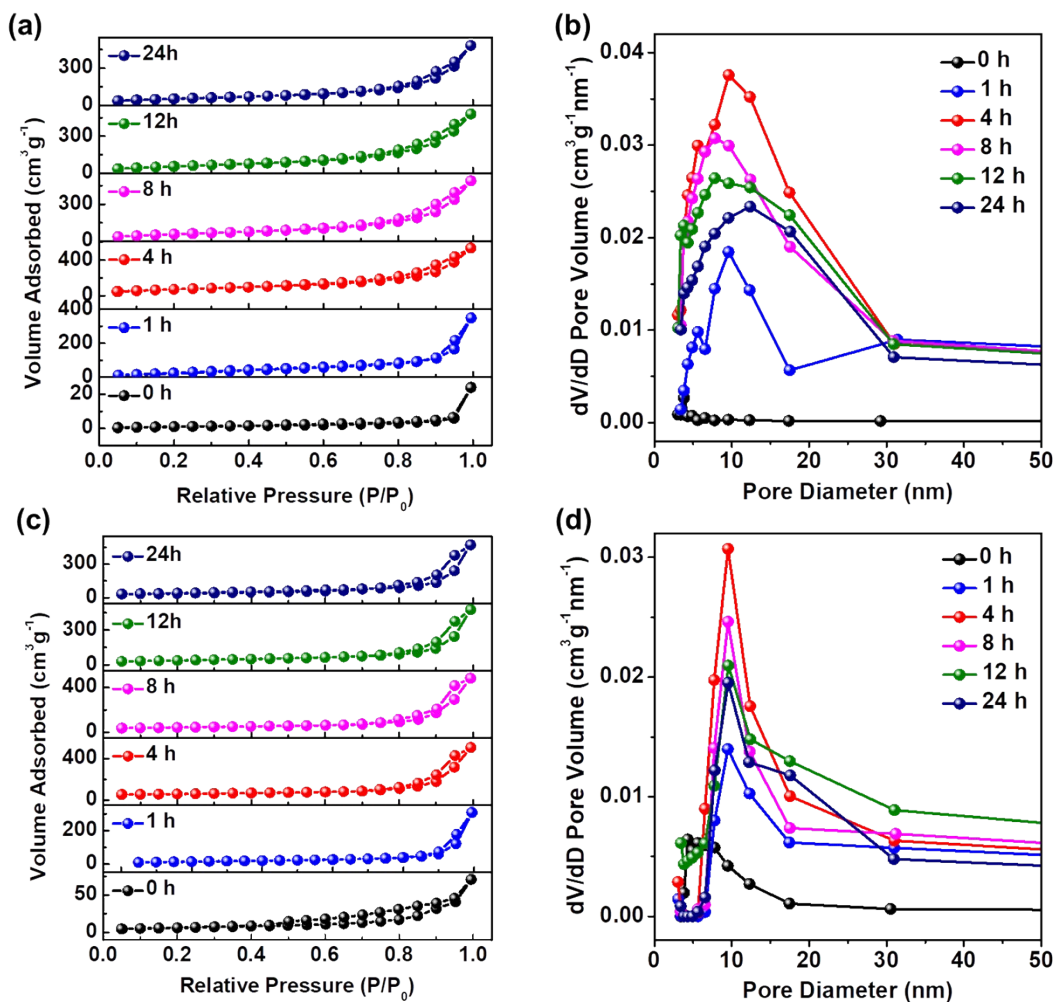 (a)
24h
12h
8 h
4 h
1 h
0 h
300
0
300
0
300
0
400
0
400
200
0
20
0
0.0 0.2 0.4 0.6 0.8 1.0
Volume Adsorbed (cm³g⁻¹)
Relative Pressure (P/P₀)
(b)
0 h
1 h
4 h
8 h
12 h
24 h
0.04
0.03
0.02
0.01
0.00
0 10 20 30 40 50
dV/dD Pore Volume (cm³g⁻¹nm⁻¹)
Pore Diameter (nm)
(c)
24h
12h
8 h
4 h
1 h
0 h
300
0
300
0
400
0
400
0
200
0
50
0
0.0 0.2 0.4 0.6 0.8 1.0
Volume Adsorbed (cm³g⁻¹)
Relative Pressure (P/P₀)
(d)
0 h
1 h
4 h
8 h
12 h
24 h
0.03
0.02
0.01
0.00
0 10 20 30 40 50
dV/dD Pore Volume (cm³g⁻¹nm⁻¹)
Pore Diameter (nm)